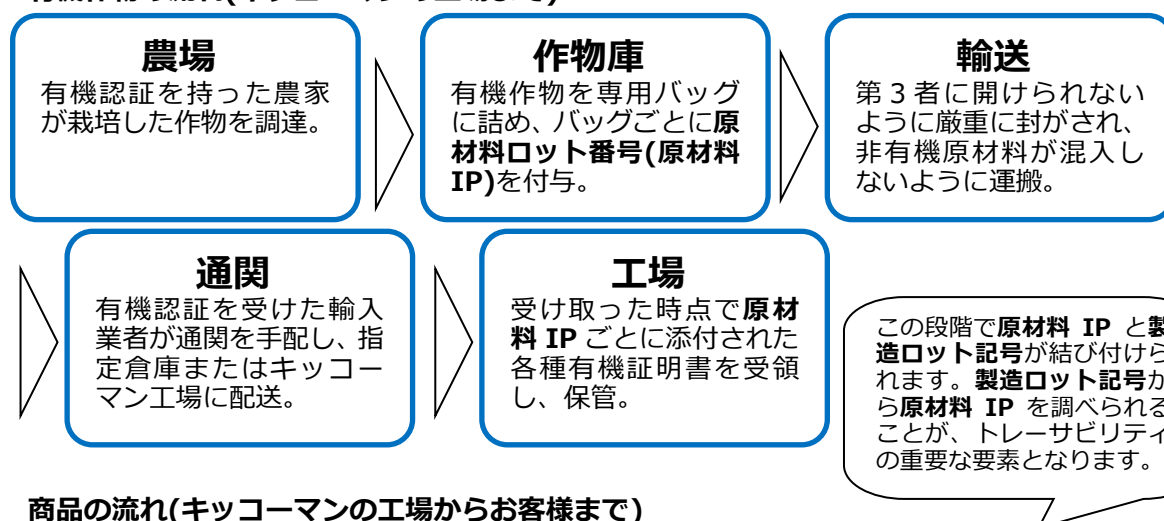 農場
有機認証を持った農家
が栽培した作物を調達。
作物庫
有機作物を専用バッグ
に詰め、バッグごとに原
材料ロット番号(原材料
IP)を付与。
輸送
第３者に開けられない
ように厳重に封がされ、
非有機原材料が混入し
ないように運搬。
通関
有機認証を受けた輸入
業者が通関を手配し、指
定倉庫またはキッコー
マン工場に配送。
工場
受け取った時点で原材
料 IP ごとに添付された
各種有機証明書を受領
し、保管。
この段階で原材料 IP と製
造ロット記号が結び付けら
れます。製造ロット記号か
ら原材料 IP を調べられる
ことが、トレーサビリティ
の重要な要素となります。
商品の流れ(キッコーマンの工場からお客様まで)